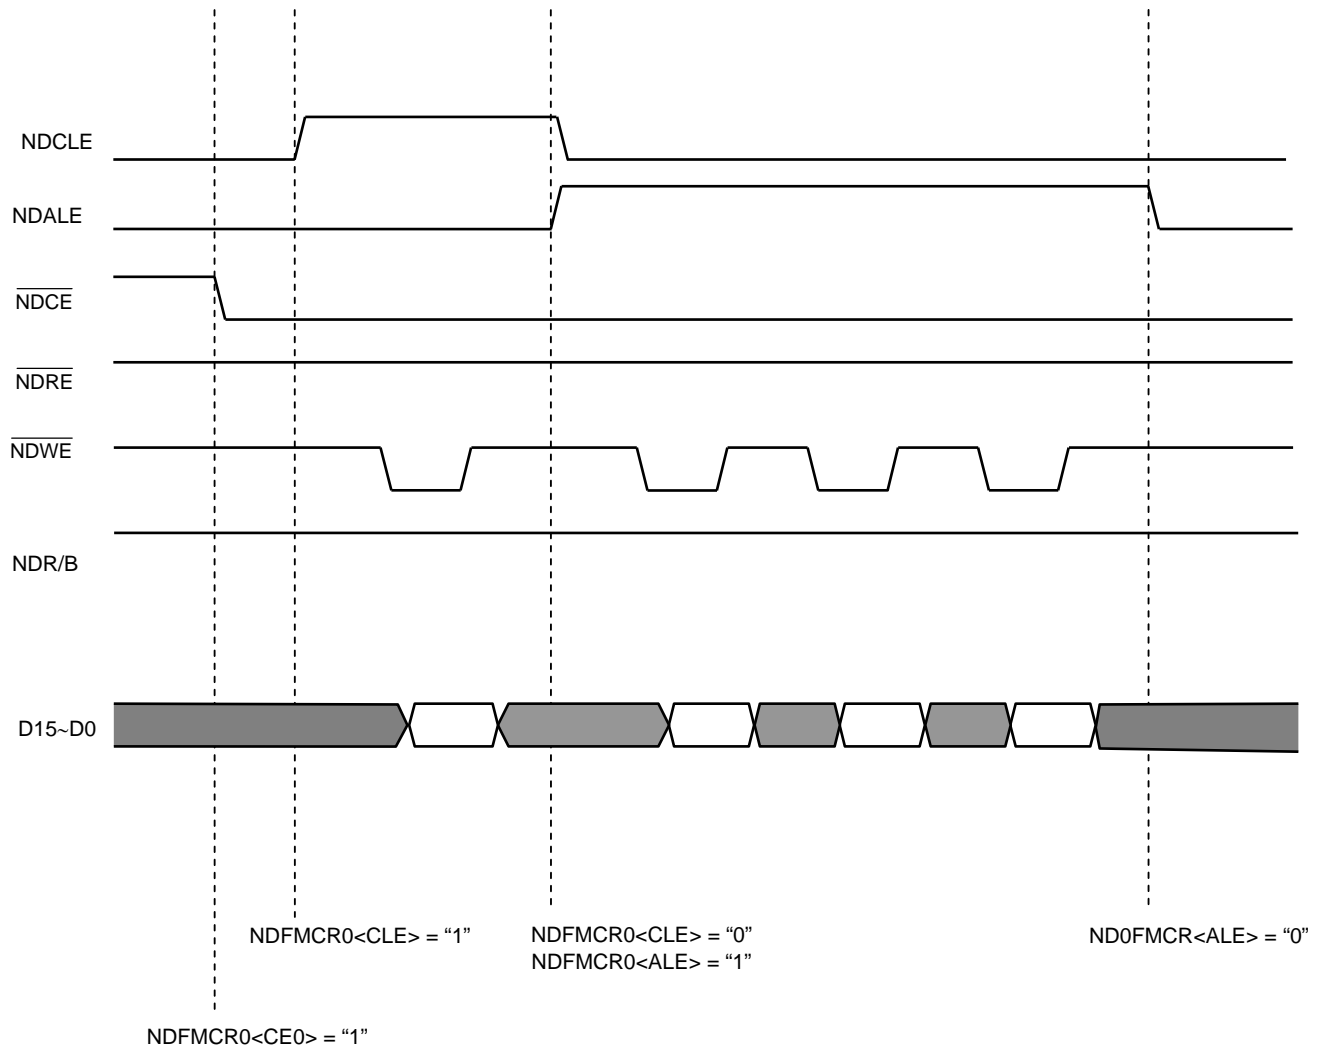 NDCLE
NDALE
NDCE
NDRE
NDWE
NDR/B
D15~D0
NDFMCR0<CLE> = “1”
NDFMCR0<CLE> = “0”
NDFMCR0<ALE> = “1”
ND0FMCR<ALE> = “0”
NDFMCR0<CE0> = “1”